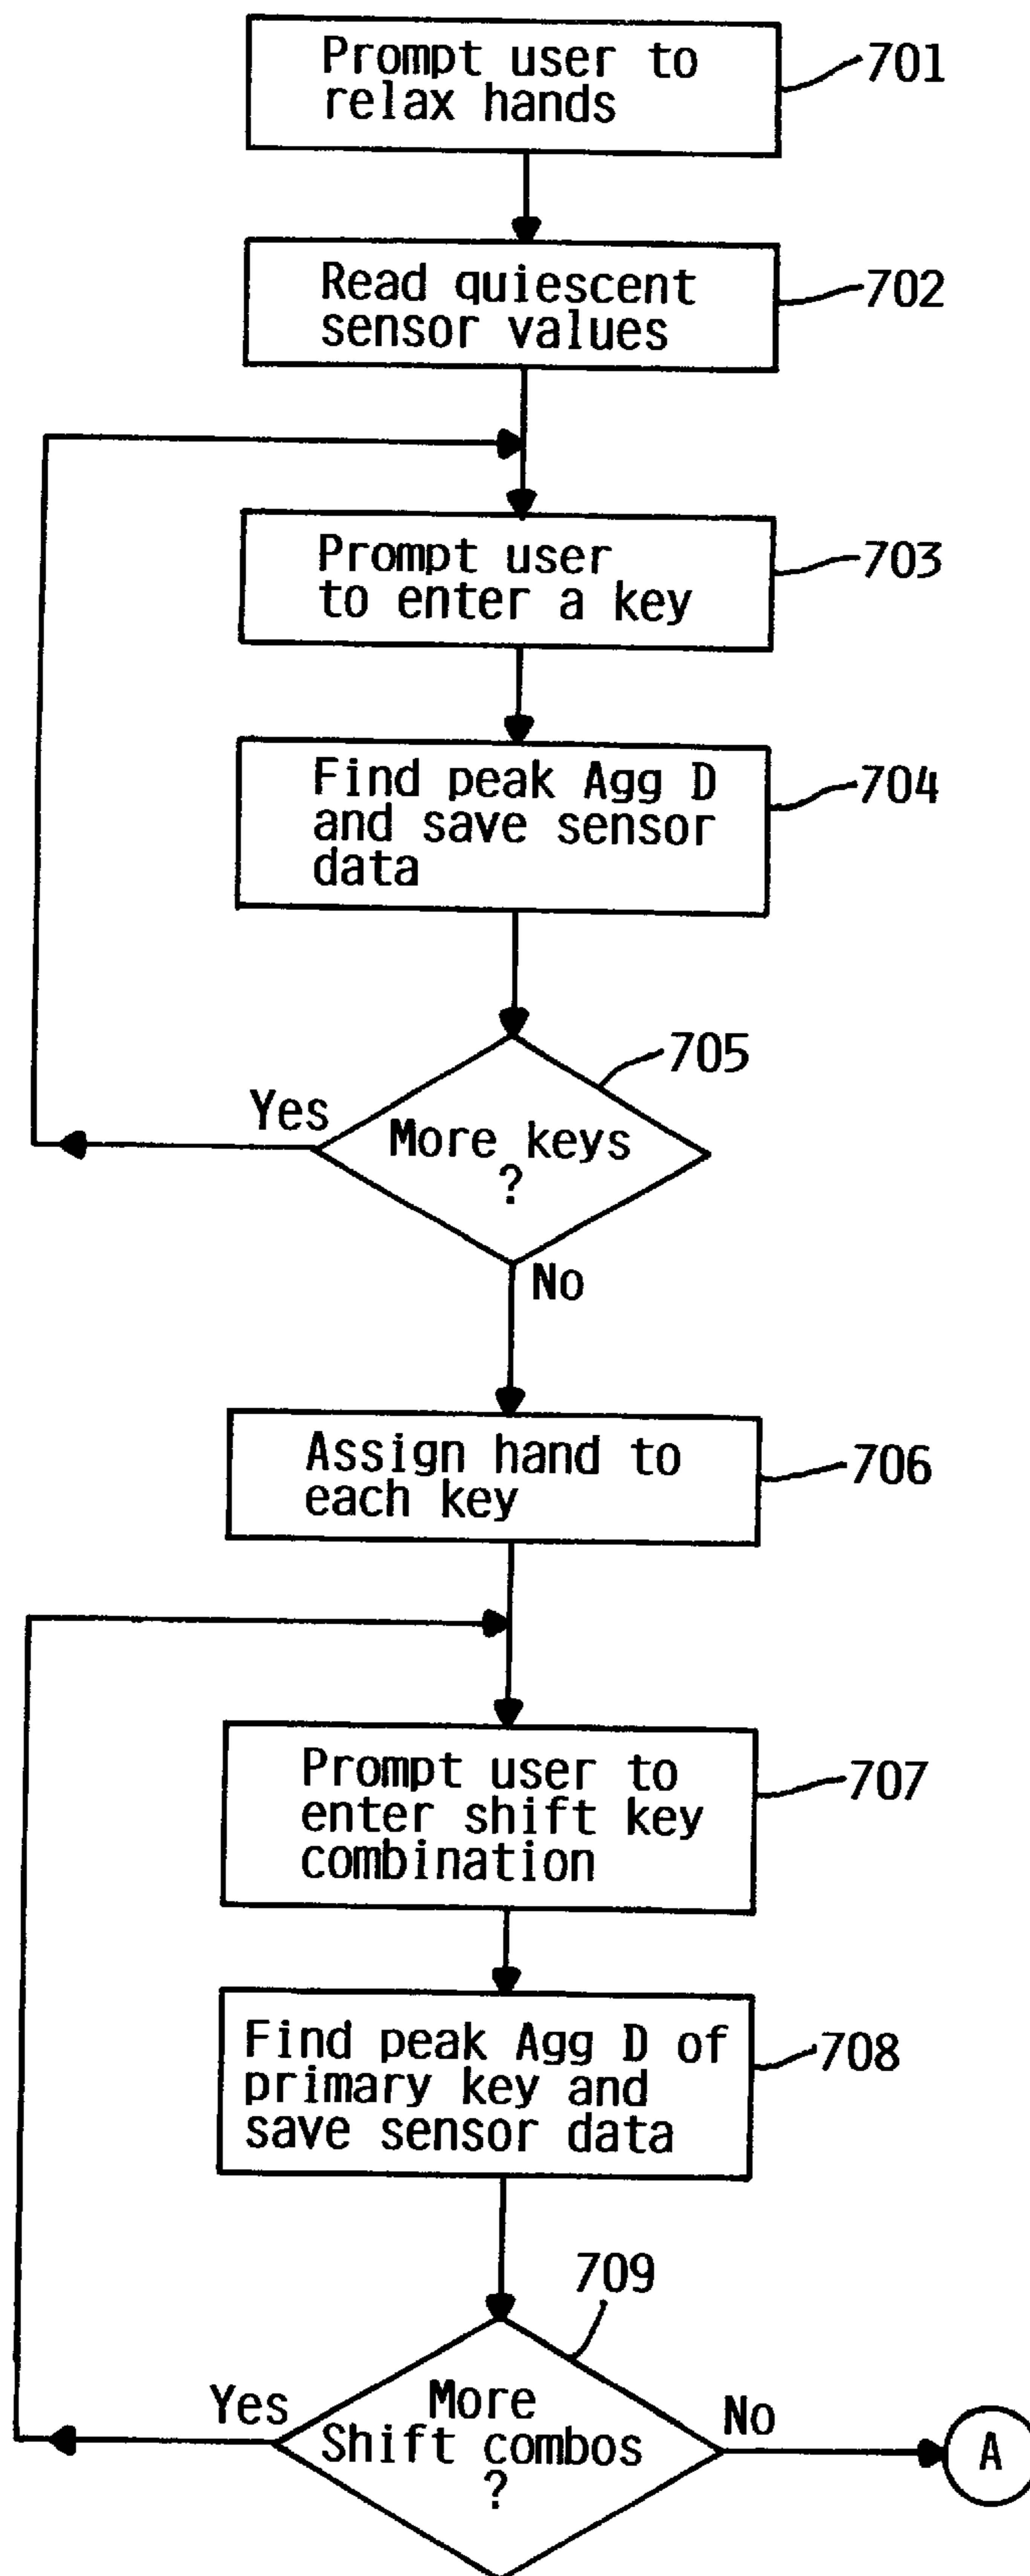 Prompt user to
relax hands
701
Read quiescent
sensor values
702
Prompt user
to enter a key
703
Find peak Agg D
and save sensor
data
704
705
Yes
More keys
?
No
Assign hand to
each key
706
Prompt user to
enter shift key
combination
707
Find peak Agg D of
primary key and
save sensor data
708
709
Yes
More
Shift combos
?
No
A